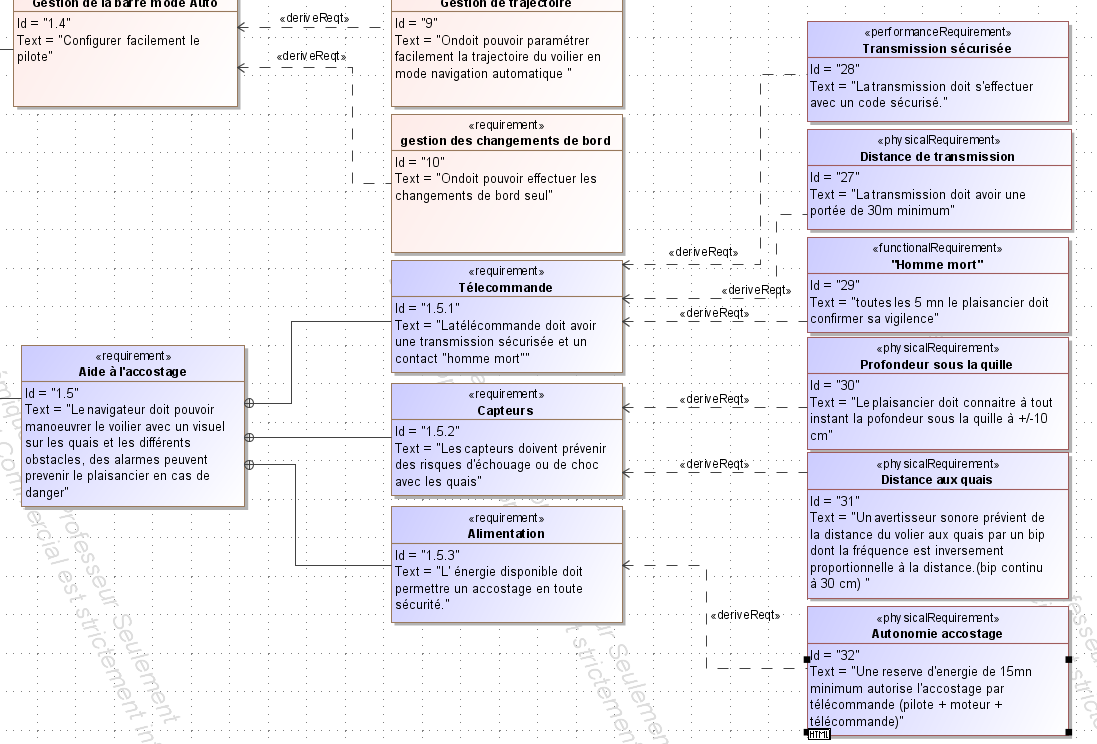 Gestion de la barre mode Auto
Id = "1.4"
Text = "Configurer facilement le
pilote"
«deriveReqt»
«deriveReqt»
Gestion de trajectoire
Id = "9"
Text = "Ondoit pouvoir paramétrer
facilement la trajectoire du voilier en
mode navigation automatique "
«requirement»
gestion des changements de bord
Id = "10"
Text = "Ondoit pouvoir effectuer les
changements de bord seul"
«requirement»
Télecommande
Id = "1.5.1"
Text = "Latélécommande doit avoir
une transmission sécurisée et un
contact "homme mort""
«requirement»
Aide à l'accostage
Id = "1.5"
Text = "Le navigateur doit pouvoir
manoeuvrer le voilier avec un visuel
sur les quais et les différents
obstacles, des alarmes peuvent
prevenir le plaisancier en cas de
danger"
«requirement»
Capteurs
Id = "1.5.2"
Text = "Les capteurs doivent prévenir
des risques d'échouage ou de choc
avec les quais"
«requirement»
Alimentation
Id = "1.5.3"
Text = "L' énergie disponible doit
permettre un accostage en toute
sécurité."
«deriveReqt»
«deriveReqt»
«deriveReqt»
«deriveReqt»
«deriveReqt»
«deriveReqt»
«performanceRequirement»
Transmission sécurisée
Id = "28"
Text = "La transmission doit s'effectuer
avec un code sécurisé."
«physicalRequirement»
Distance de transmission
Id = "27"
Text = "La transmission doit avoir une
portée de 30m minimum"
«functionalRequirement»
"Homme mort"
Id = "29"
Text = "toutes les 5 mn le plaisancier doit
confirmer sa vigilence"
«physicalRequirement»
Profondeur sous la quille
Id = "30"
Text = "Le plaisancier doit connaitre à tout
instant la pofondeur sous la quille à +/-10
cm"
«physicalRequirement»
Distance aux quais
Id = "31"
Text = "Un avertisseur sonore prévient de
la distance du volier aux quais par un bip
dont la fréquence est inversement
proportionnelle à la distance.(bip continu
à 30 cm) "
«physicalRequirement»
Autonomie accostage
Id = "32"
Text = "Une reserve d'energie de 15mn
minimum autorise l'accostage par
télécommande (pilote + moteur +
télécommande)"
HTML
Professeur Seulement
est strictement
Seulement
strictement